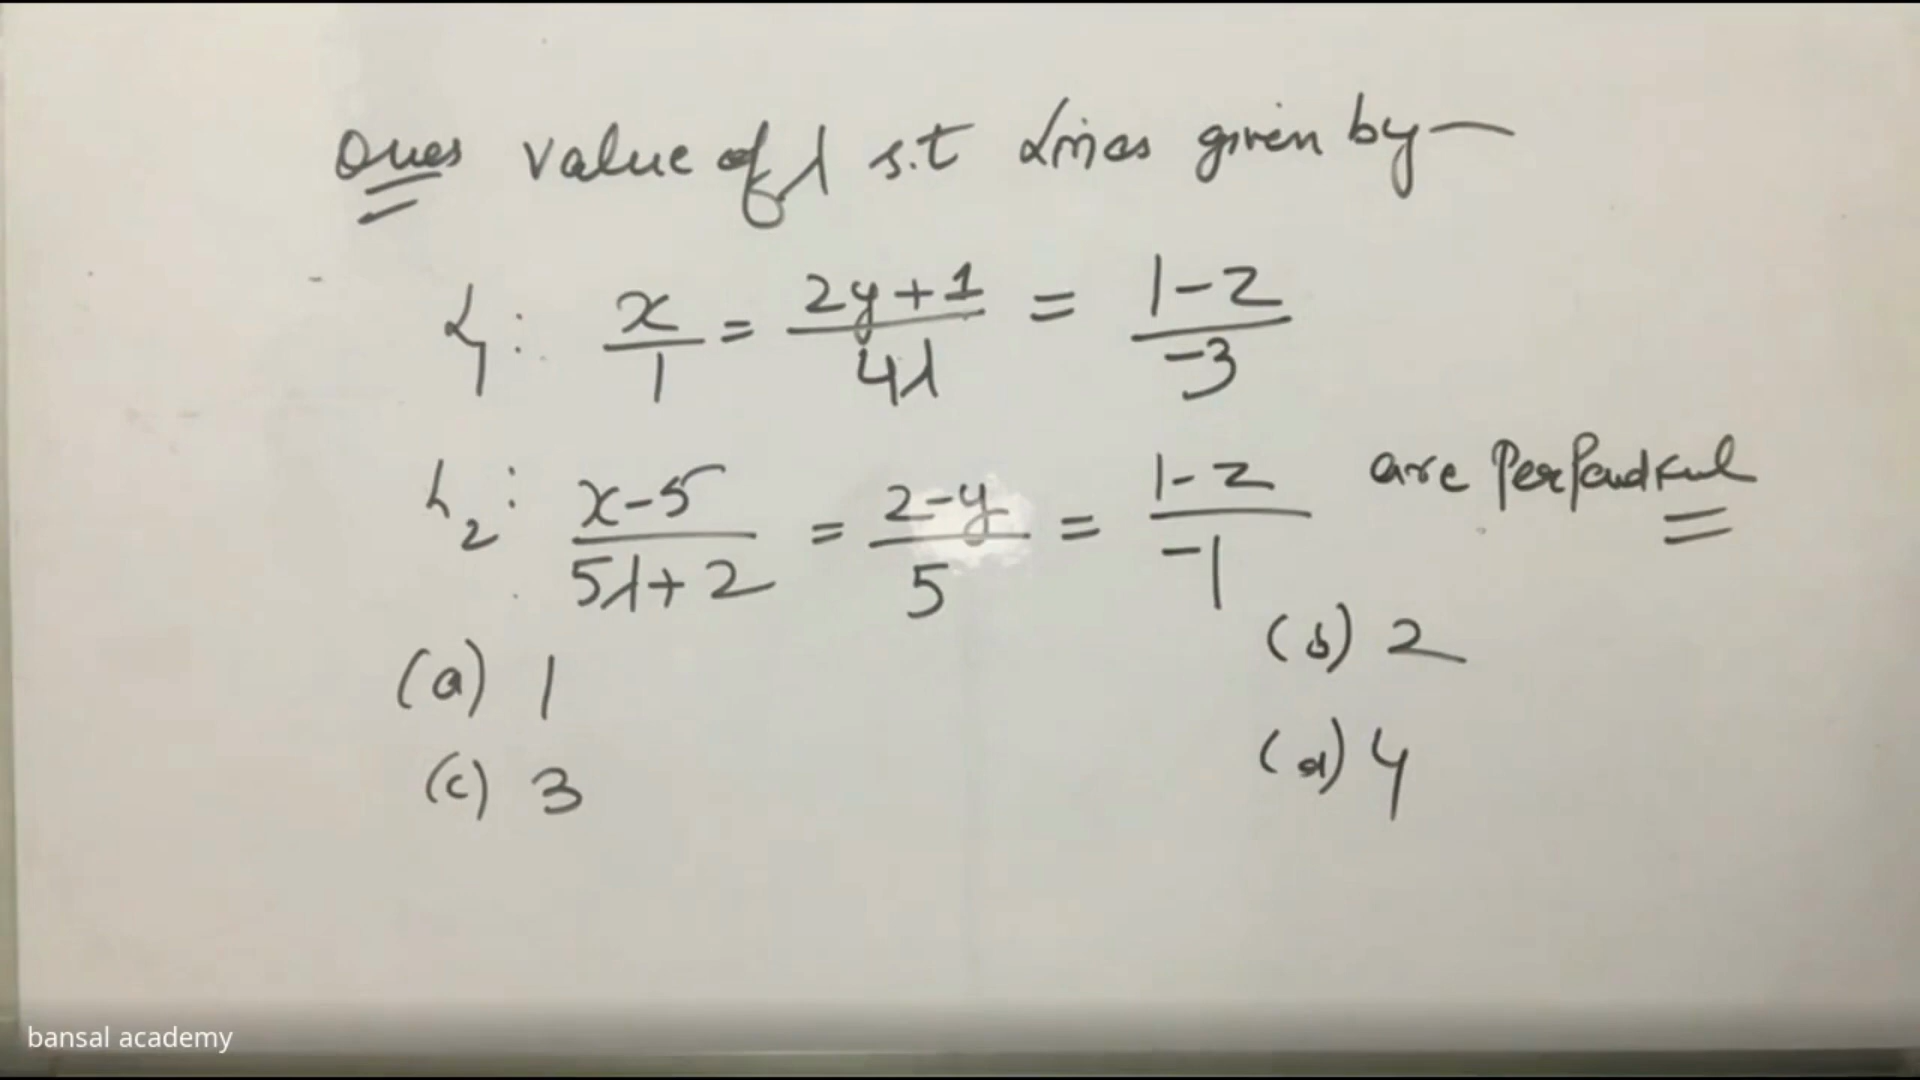 Ques value of λ s.t lines given by —
L1: x/1 = 2y+1/4λ = 1-z/-3
L2: x-5/5λ+2 = 2-y/5 = 1-z/-1 are Perpendicul
(a) 1 (b) 2
(c) 3 (d) 4
bansal academy